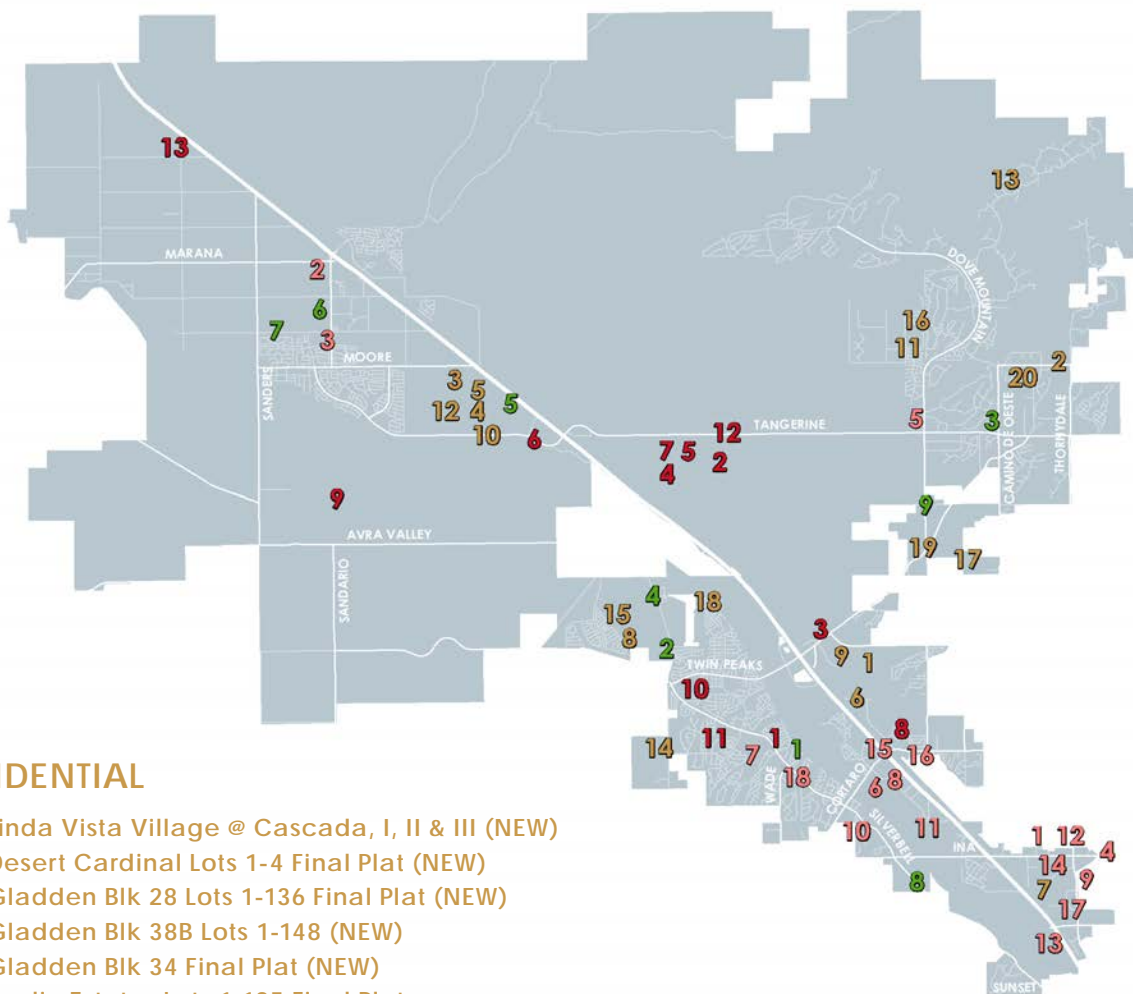 13
13
MARANA
DOVE MOUNTAIN
2
6
16
7
3
11
MOORE
2
3
20
SANDERS
5
5
12
4
5
3
CAMINO DE OESTE
THORNYDALE
10
6
12
TANGERINE
7
5
2
4
9
9
AVRA VALLEY
19
17
SANDARIO
4
18
15
8
3
2
9
1
TWIN PEAKS
10
6
8
14
11
1
7
1
15
16
WADE
18
CORTARO
6
8
SILVERBELL
10
11
1
12
INA
4
14
8
7
9
17
13
SUNSET
IDENTIAL
inda Vista Village @ Cascada, I, II & III (NEW)
Desert Cardinal Lots 1-4 Final Plat (NEW)
Gladden Blk 28 Lots 1-136 Final Plat (NEW)
Gladden Blk 38B Lots 1-148 (NEW)
Gladden Blk 34 Final Plat (NEW)